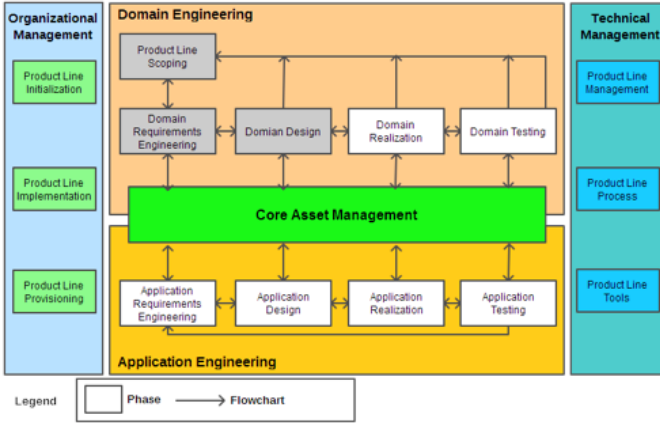 Organizational
Management
Product Line
Initialization
Product Line
Implementation
Product Line
Provisioning
Domain Engineering
Product Line
Scoping
Domain
Requirements
Engineering
Domian Design
Domain
Realization
Domain Testing
Core Asset Management
Application
Requirements
Engineering
Application
Design
Application
Realization
Application
Testing
Application Engineering
Technical
Management
Product Line
Management
Product Line
Process
Product Line
Tools
Legend
Phase
Flowchart